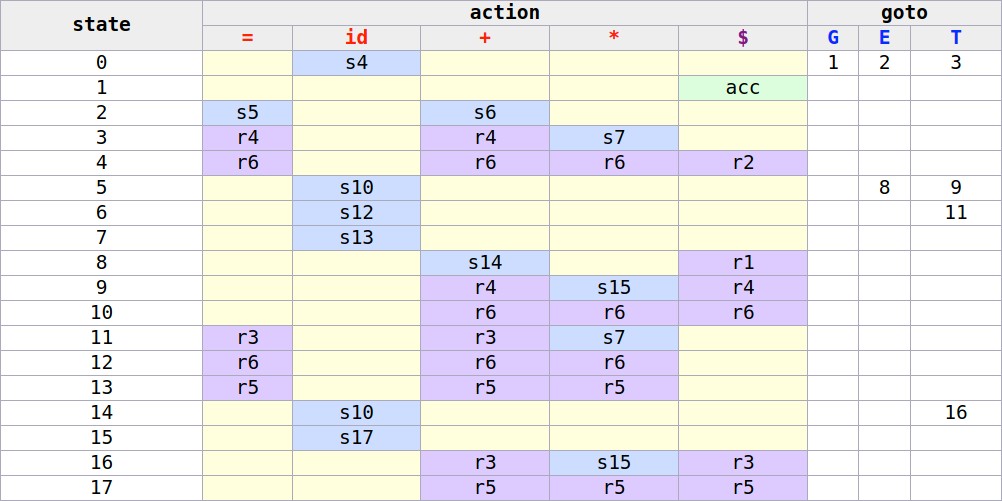 state action goto
= id + * $ G E T
0 s4 1 2 3
1 acc
2 s5 s6
3 r4 r4 s7
4 r6 r6 r6 r2
5 s10 8 9
6 s12 11
7 s13
8 s14 r1
9 r4 s15 r4
10 r6 r6 r6
11 r3 r3 s7
12 r6 r6 r6
13 r5 r5 r5
14 s10 16
15 s17
16 r3 s15 r3
17 r5 r5 r5